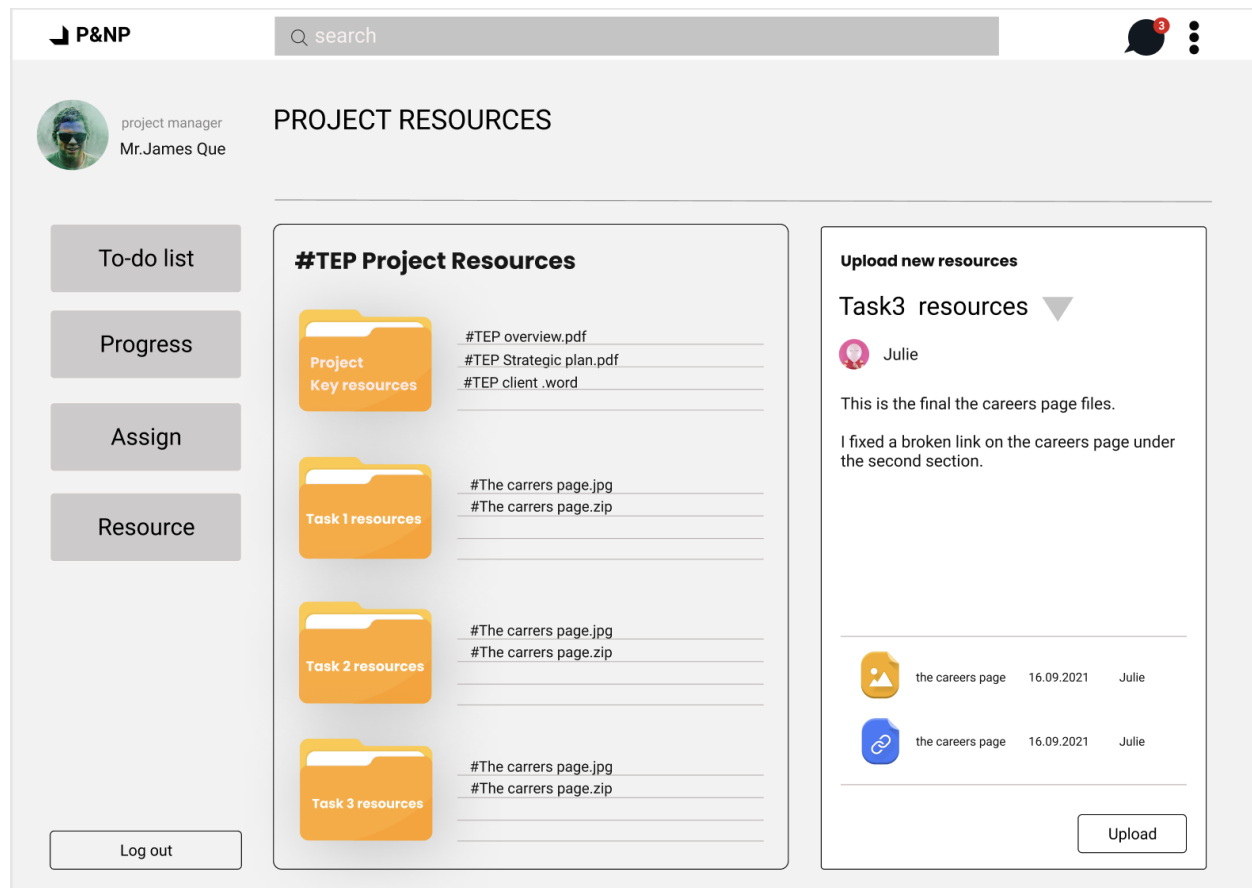 P&NP
search
3
project manager
Mr.James Que
PROJECT RESOURCES
To-do list
Progress
Assign
Resource
Log out
#TEP Project Resources
Project
Key resources
#TEP overview.pdf
#TEP Strategic plan.pdf
#TEP client .word
Task 1 resources
#The carrers page.jpg
#The carrers page.zip
Task 2 resources
#The carrers page.jpg
#The carrers page.zip
Task 3 resources
#The carrers page.jpg
#The carrers page.zip
Upload new resources
Task3 resources
Julie
This is the final the careers page files.
I fixed a broken link on the careers page under
the second section.
the careers page 16.09.2021 Julie
the careers page 16.09.2021 Julie
Upload